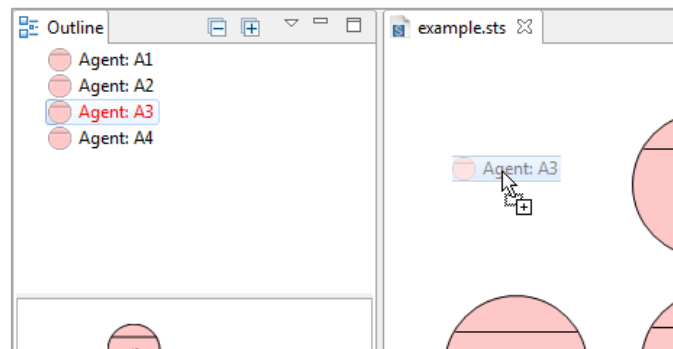 Outline
example.sts
Agent: A1
Agent: A2
Agent: A3
Agent: A4
Agent: A3